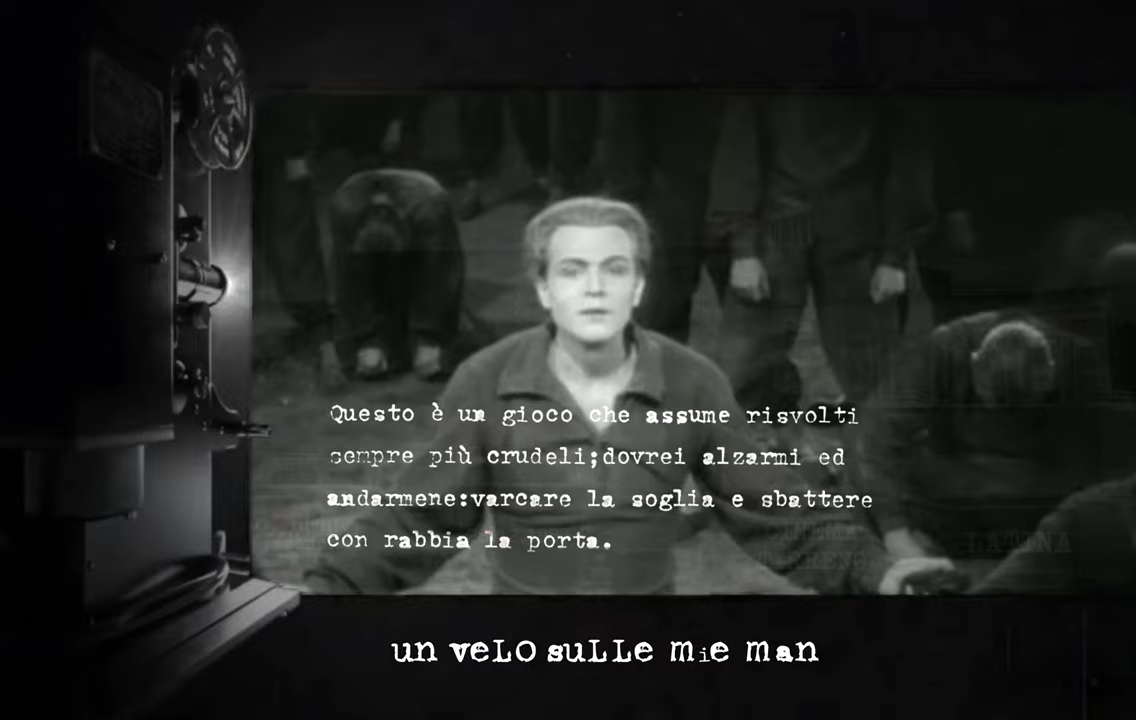 Questo è un gioco che assume risvolti
sempre più crudeli;dovrei alzarmi ed
andarmene:varcare la soglia e sbattere
con rabbia la porta.
LATINA
un veLO suLLe mie man